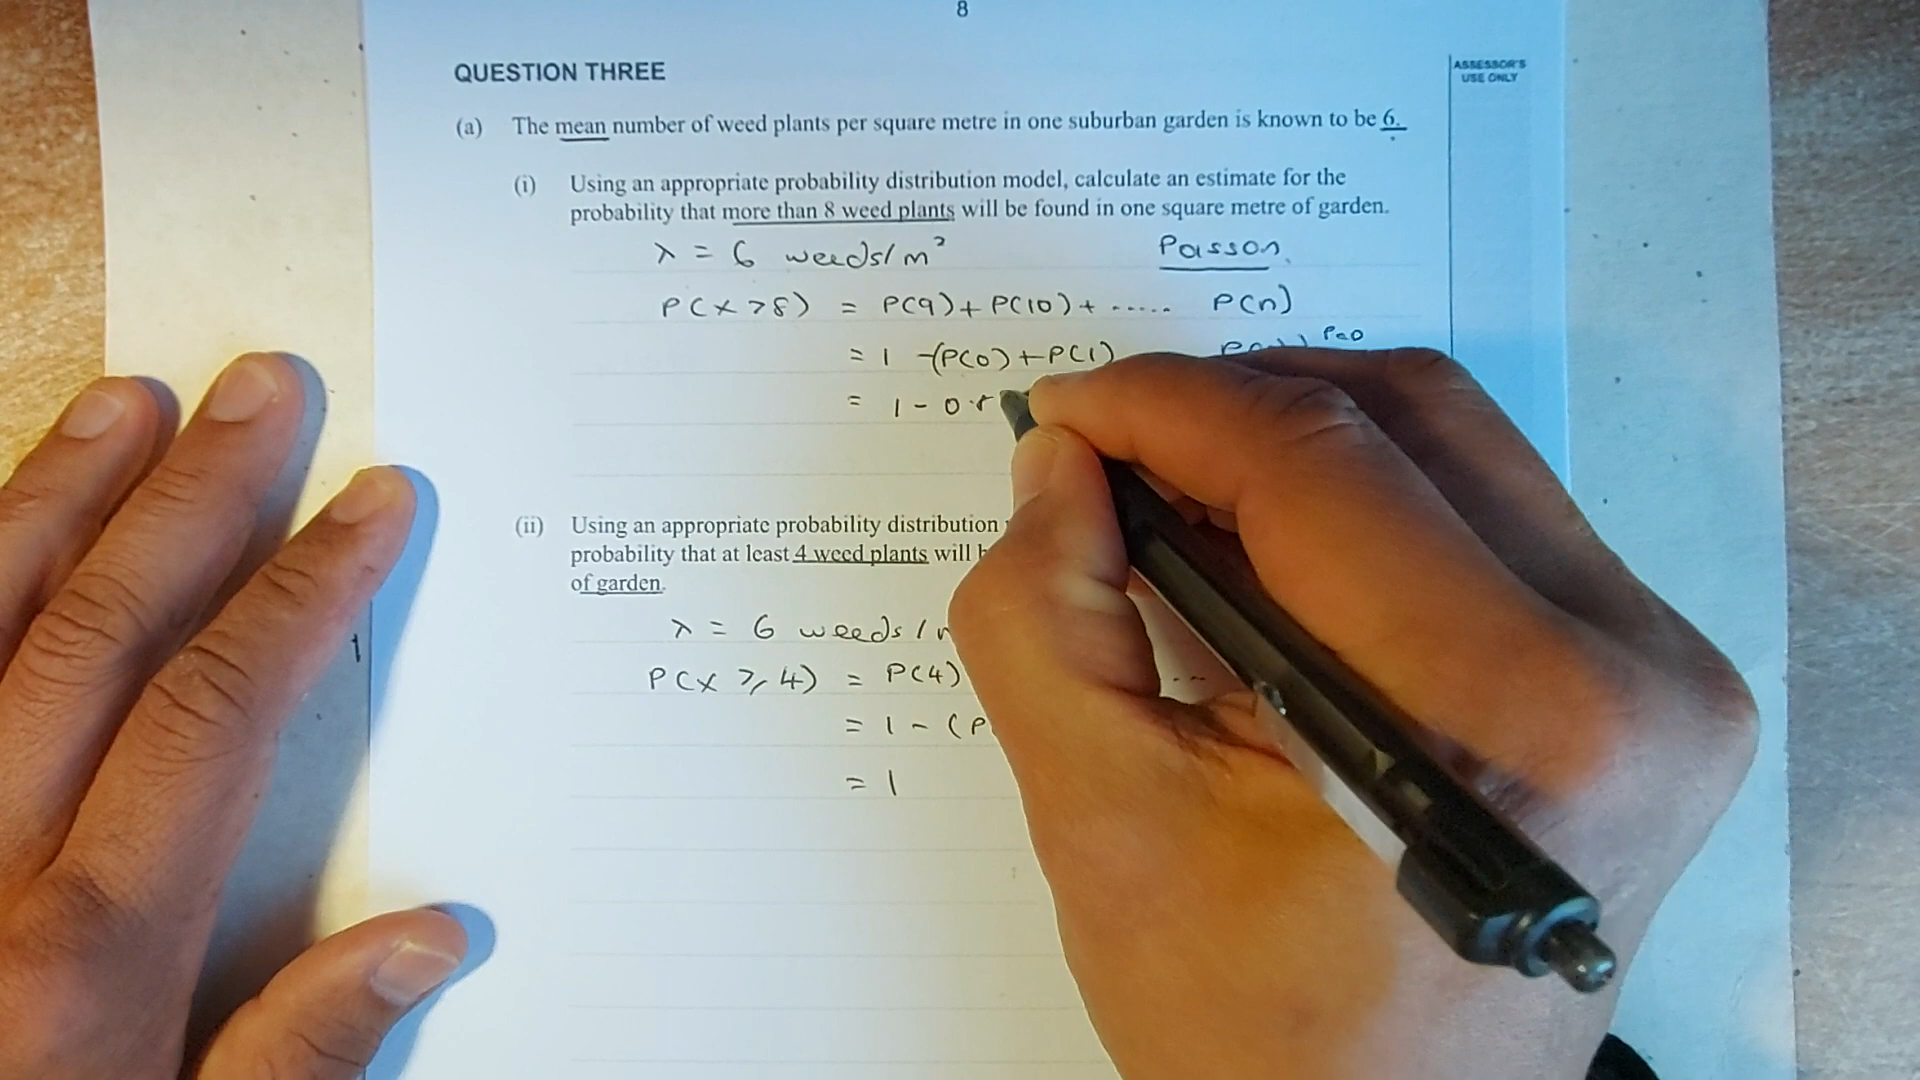 8
QUESTION THREE
ASSESSOR'S
USE ONLY
(a) The mean number of weed plants per square metre in one suburban garden is known to be 6.
(i) Using an appropriate probability distribution model, calculate an estimate for the
probability that more than 8 weed plants will be found in one square metre of garden.
λ = 6 weeds/m² Poisson
P(x > 8) = P(9) + P(10) + ..... P(n)
= 1 - (P(0) + P(1)
= 1 - 0.8
(ii) Using an appropriate probability distribution
probability that at least 4 weed plants will
of garden.
λ = 6 weeds/
P(x ≥ 4) = P(4)
= 1 - (P
= 1
1